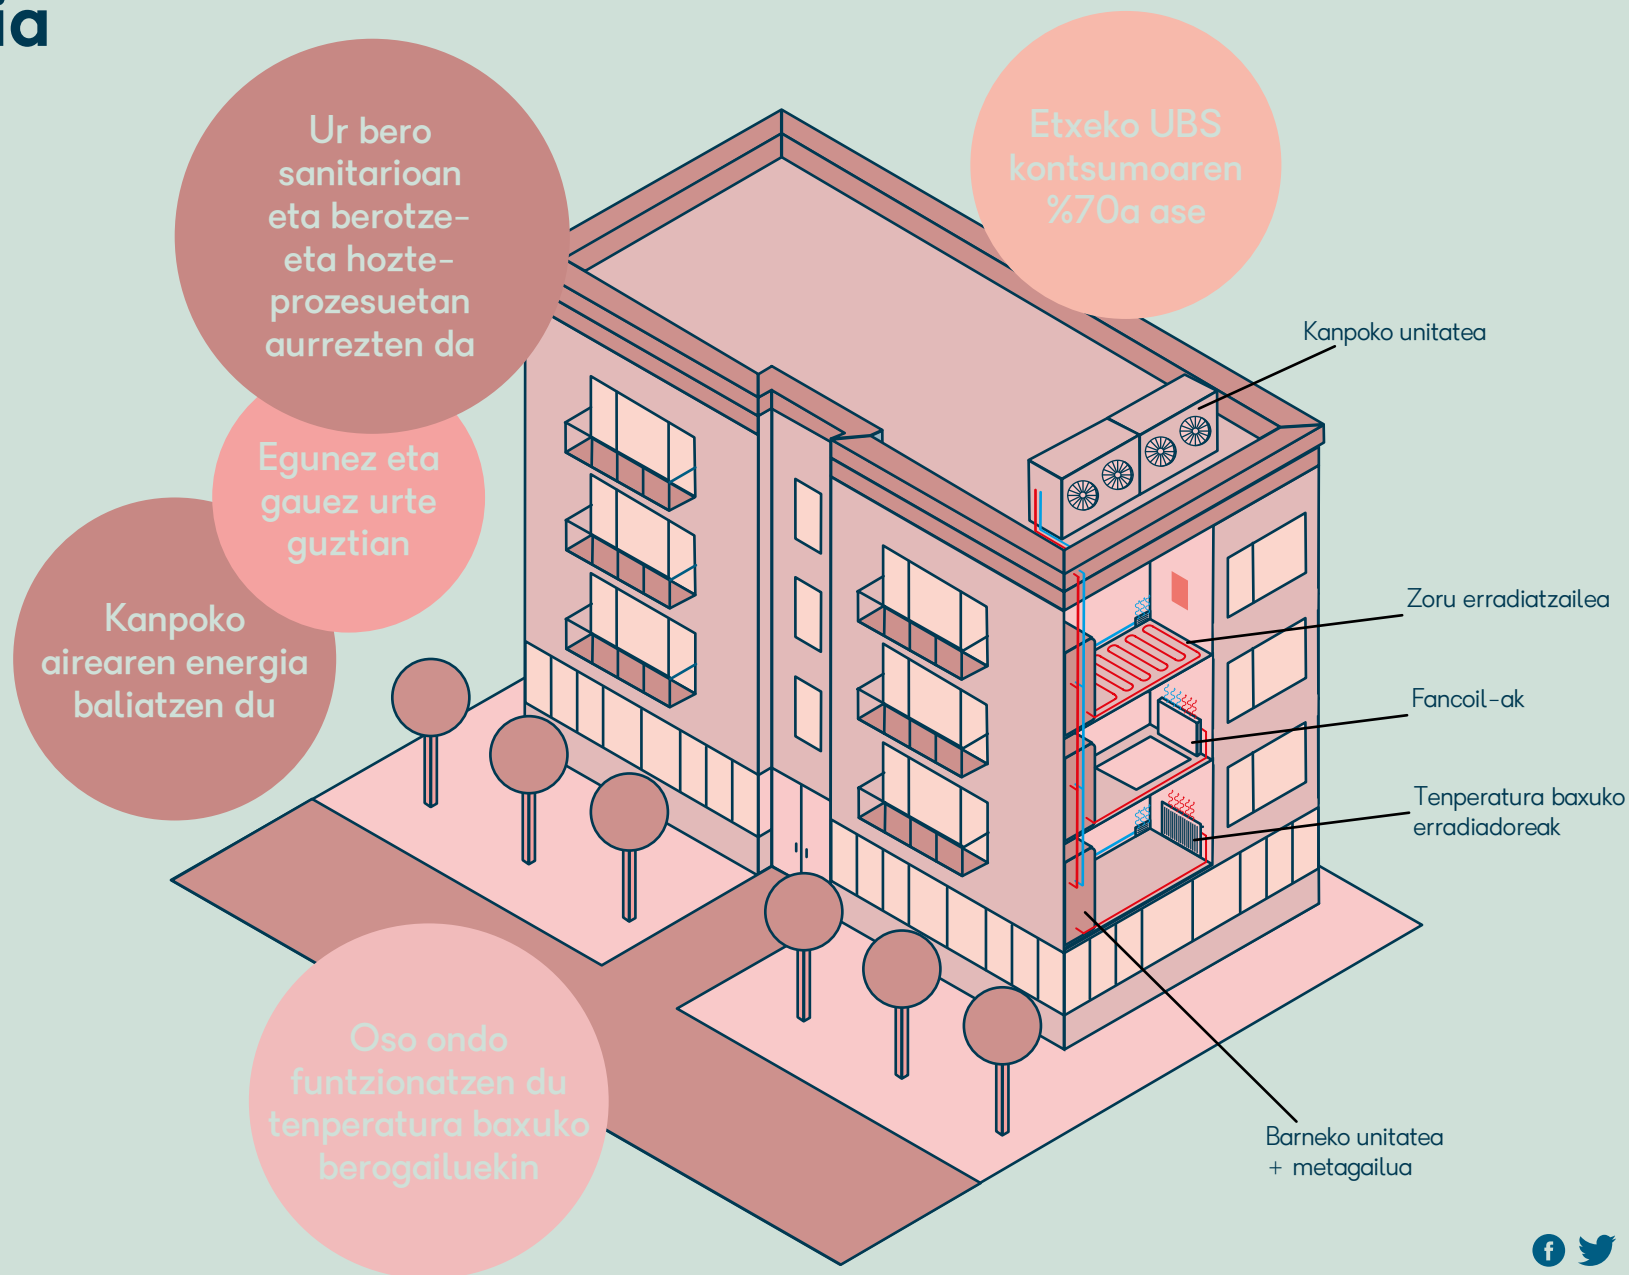 Ur bero
sanitarioan
eta berotze-
eta hozte-
prozesuetan
aurrezten da
Etxeko UBS
kontsumoaren
%70a ase
Egunez eta
gauez urte
guztian
Kanpoko
airearen energia
baliatzen du
Oso ondo
funtzionatzen du
tenperatura baxuko
berogailuekin
Kanpoko unitatea
Zoru erradiatzailea
Fancoil-ak
Tenperatura baxuko
erradiadoreak
Barneko unitatea
+ metagailua